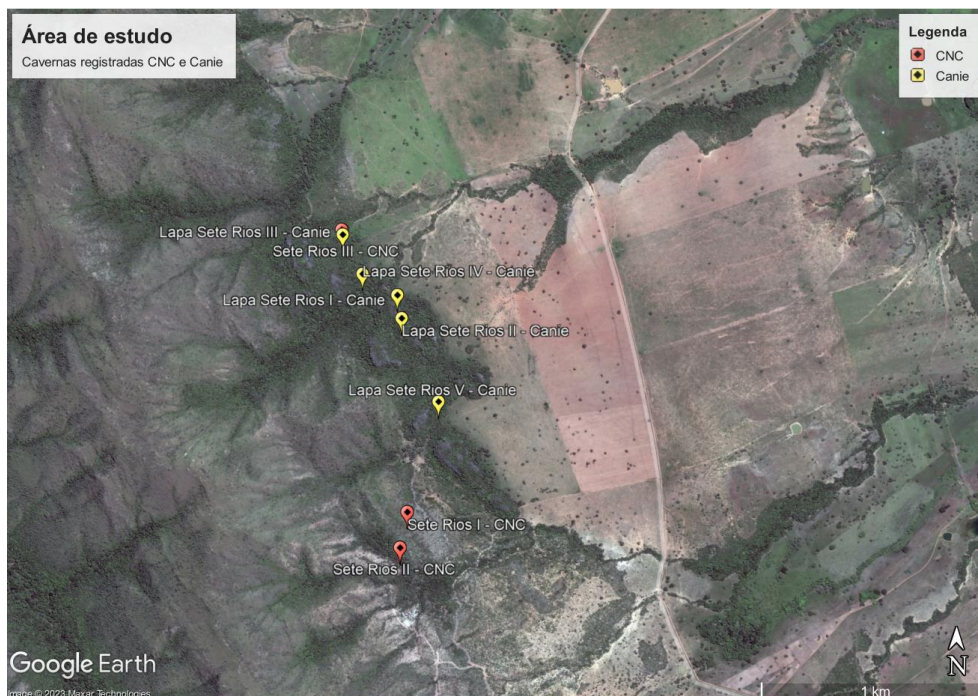 Área de estudo
Cavernas registradas CNC e Canie
Legenda
CNC
Canie
Lapa Sete Rios III - Canie
Sete Rios III - CNC
Lapa Sete Rios IV - Canie
Lapa Sete Rios I - Canie
Lapa Sete Rios II - Canie
Lapa Sete Rios V - Canie
Sete Rios I - CNC
Sete Rios II - CNC
N
Google Earth
Image © 2023 Maxar Technologies
1 km